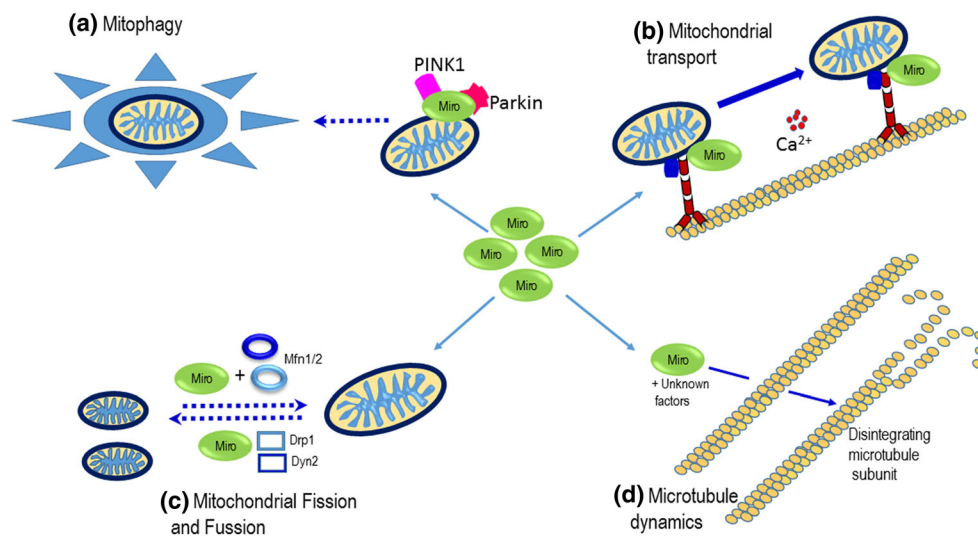 (a) Mitophagy
PINK1
Miro
Parkin
(b) Mitochondrial
transport
Miro
Miro
Ca2+
Miro
Miro
Miro
Miro
Miro
+
Mfn1/2
Miro
Drp1
Dyn2
(c) Mitochondrial Fission
and Fussion
Miro
+ Unknown
factors
Disintegrating
microtubule
subunit
(d) Microtubule
dynamics